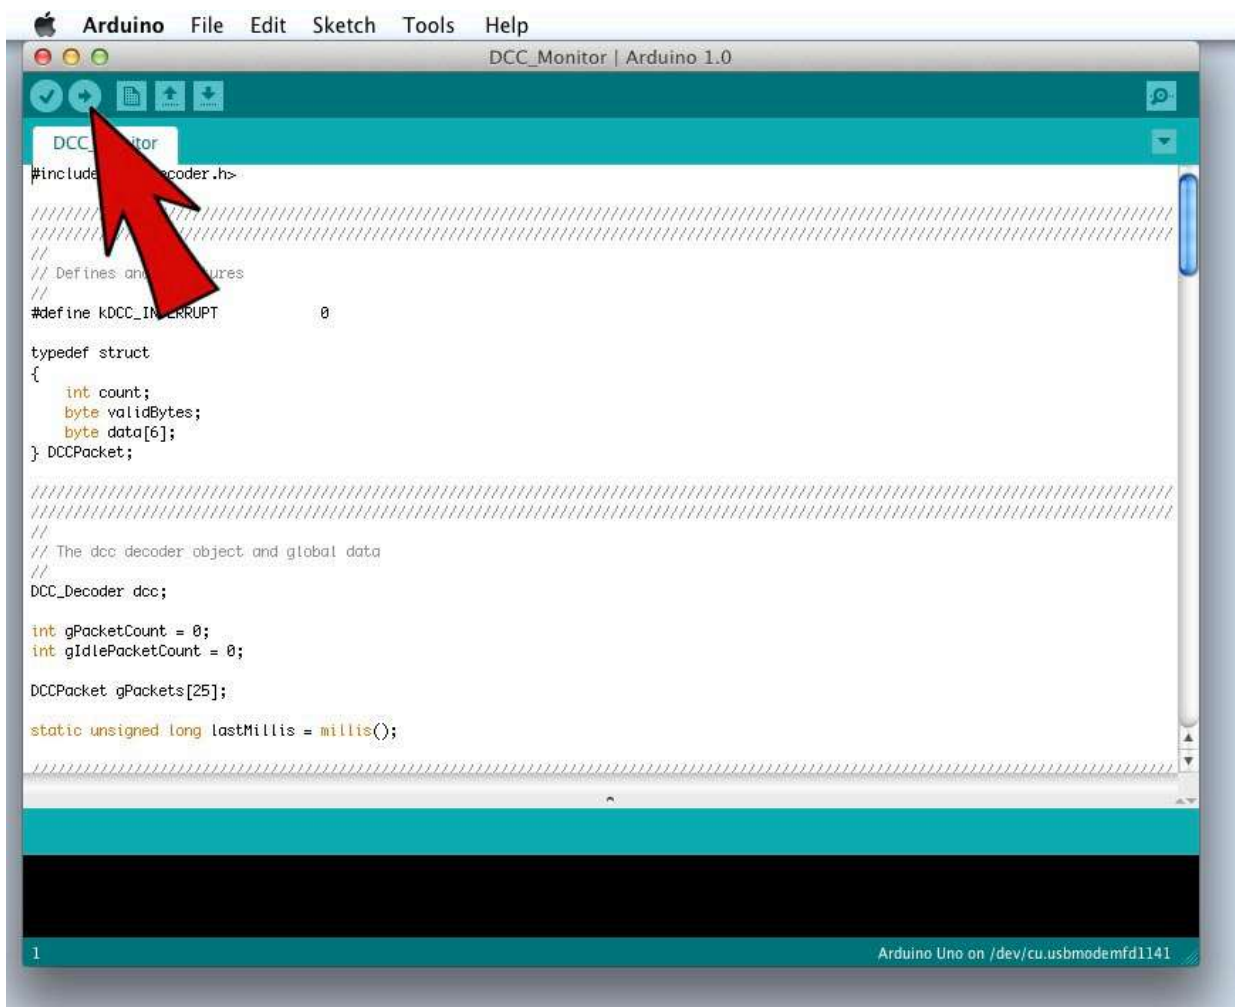 Arduino File Edit Sketch Tools Help
DCC_Monitor | Arduino 1.0
DCC_ itor
#include coder.h>
////////////////////////////////////////////////////////////////////////////////
////////////////////////////////////////////////////////////////////////////////
//
// Defines and ures
//
#define kDCC_INTERRUPT 0
typedef struct
{
int count;
byte validBytes;
byte data[6];
} DCCPacket;
////////////////////////////////////////////////////////////////////////////////
////////////////////////////////////////////////////////////////////////////////
//
// The dcc decoder object and global data
//
DCC_Decoder dcc;
int gPacketCount = 0;
int gIdlePacketCount = 0;
DCCPacket gPackets[25];
static unsigned long lastMillis = millis();
////////////////////////////////////////////////////////////////////////////////
1
Arduino Uno on /dev/cu.usbmodemfd1141